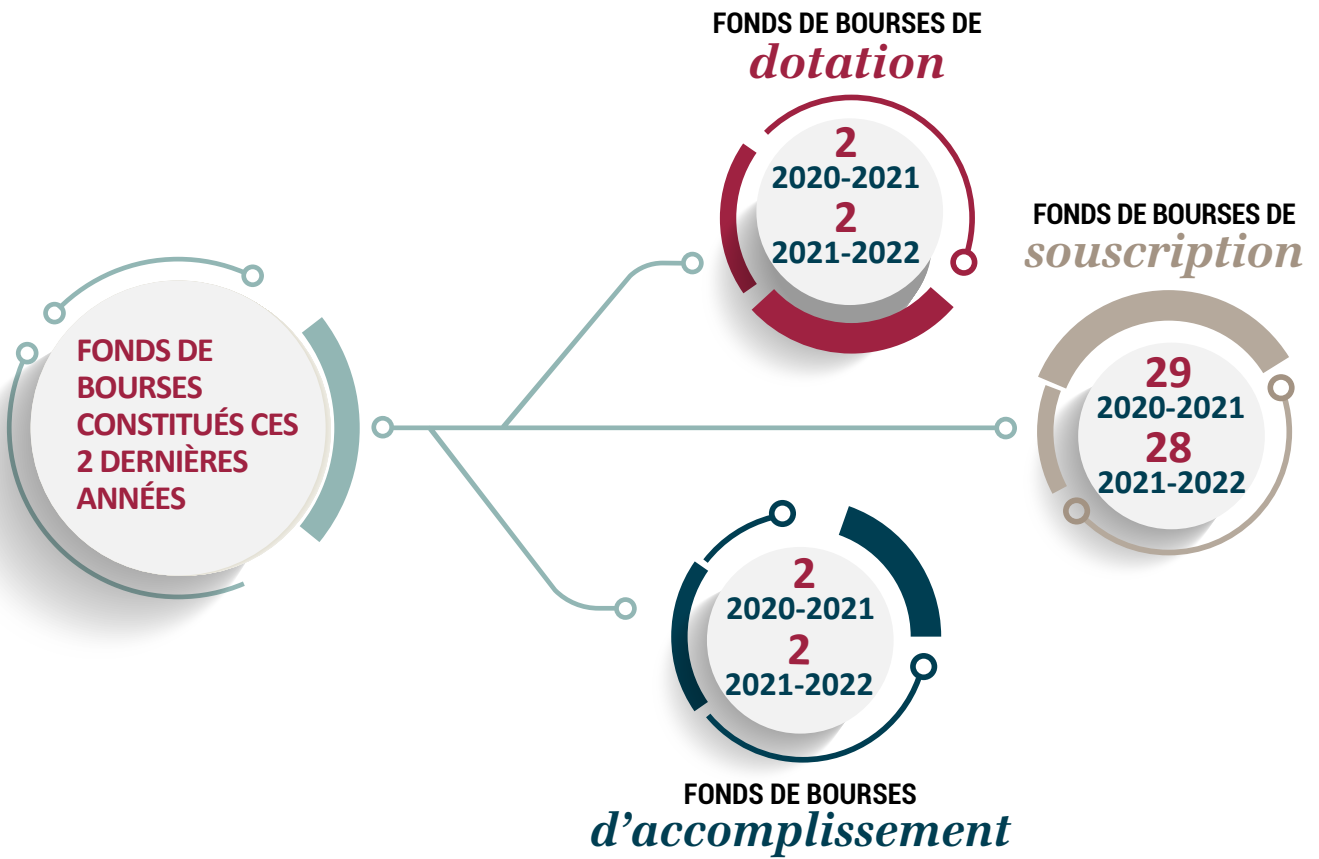 FONDS DE
BOURSES
CONSTITUÉS CES
2 DERNIÈRES
ANNÉES
FONDS DE BOURSES DE
dotation
2
2020-2021
2
2021-2022
FONDS DE BOURSES DE
souscription
29
2020-2021
28
2021-2022
2
2020-2021
2
2021-2022
FONDS DE BOURSES
d’accomplissement